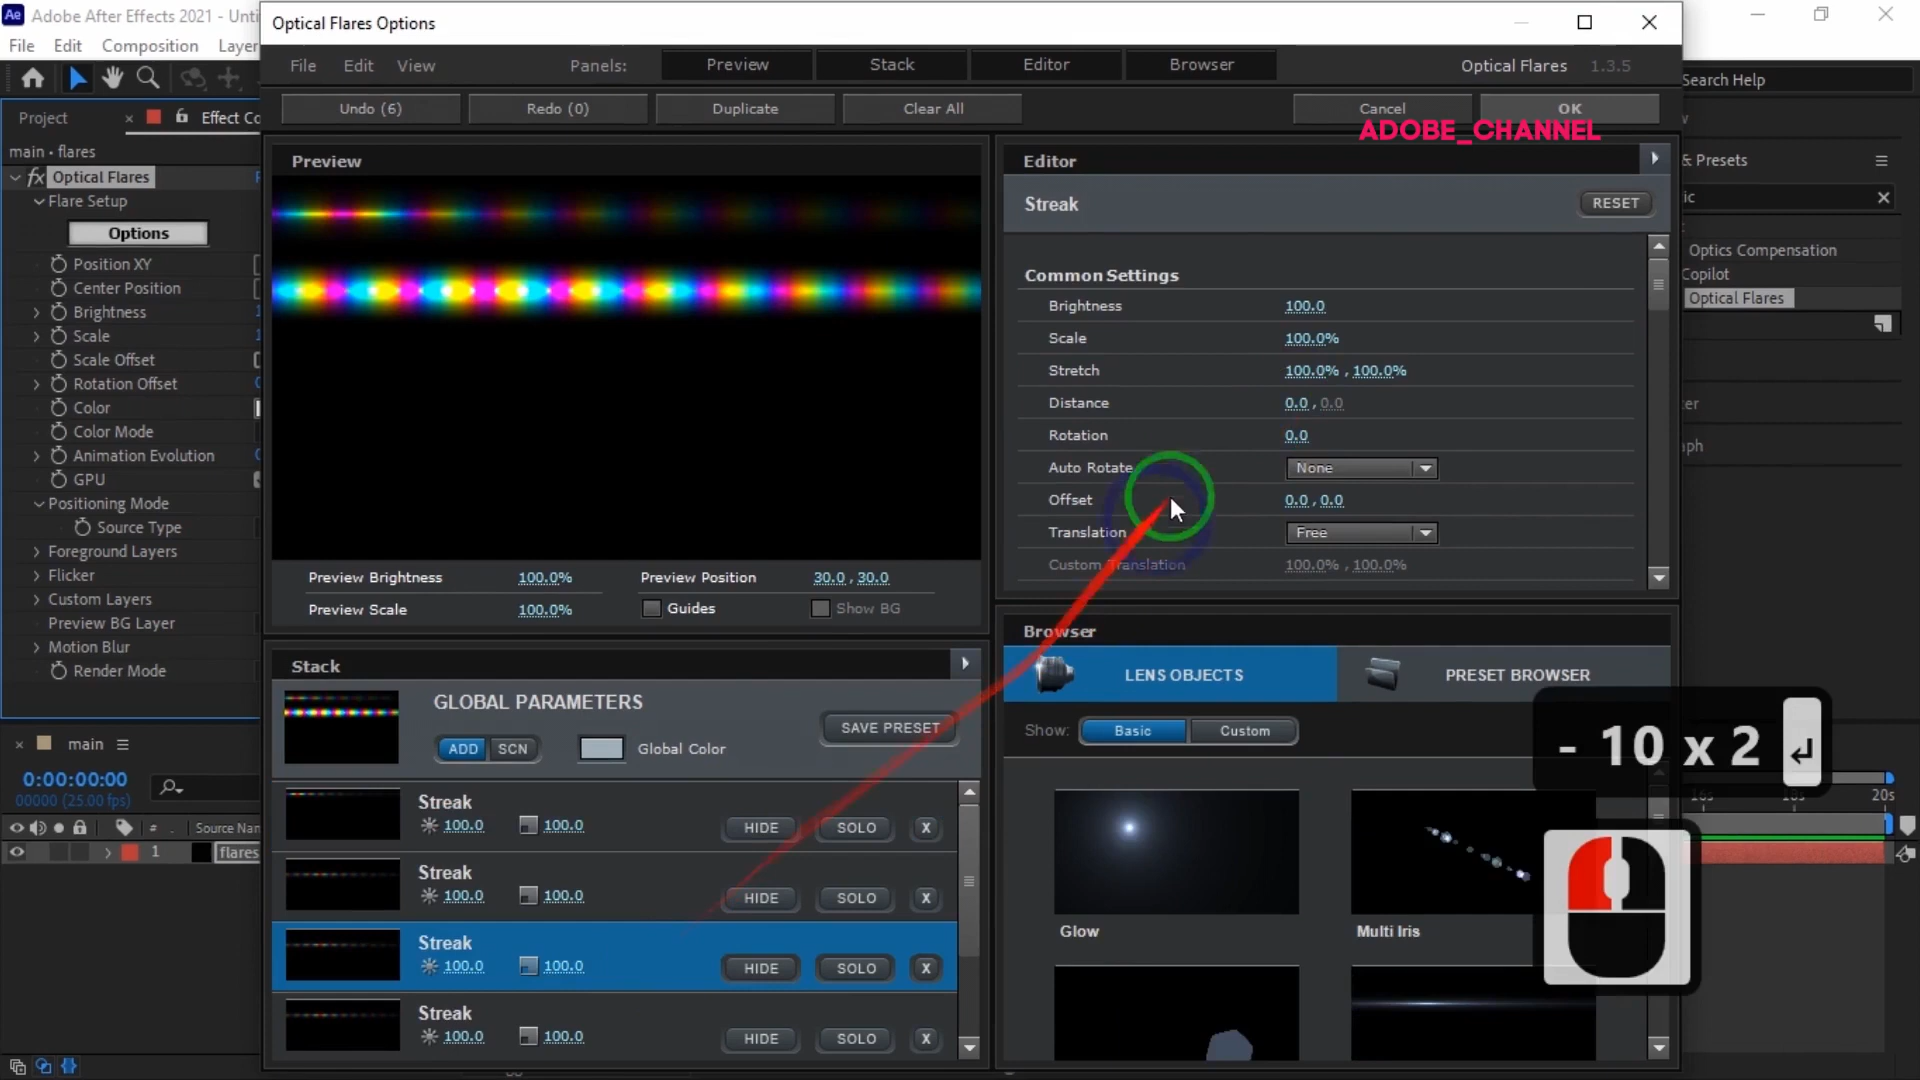 Ae Adobe After Effects 2021 - Unti
Optical Flares Options
File Edit Composition Layer
File Edit View Panels: Preview Stack Editor Browser Optical Flares 1.3.5
Search Help
Undo (6) Redo (0) Duplicate Clear All Cancel OK
ADOBE_CHANNEL
Project Effect Co
main • flares
fx Optical Flares
Flare Setup
Options
Position XY
Center Position
Brightness
Scale
Scale Offset
Rotation Offset
Color
Color Mode
Animation Evolution
GPU
Positioning Mode
Source Type
Foreground Layers
Flicker
Custom Layers
Preview BG Layer
Motion Blur
Render Mode
Preview
Preview Brightness 100.0% Preview Position 30.0 , 30.0
Preview Scale 100.0% Guides Show BG
Editor
Streak RESET
Common Settings
Brightness 100.0
Scale 100.0%
Stretch 100.0% , 100.0%
Distance 0.0 , 0.0
Rotation 0.0
Auto Rotate None
Offset 0.0 , 0.0
Translation Free
Custom Translation 100.0% , 100.0%
& Presets
ic
Optics Compensation
Copilot
Optical Flares
ter
aph
Stack
GLOBAL PARAMETERS
SAVE PRESET
ADD SCN Global Color
Streak
100.0 100.0 HIDE SOLO X
Streak
100.0 100.0 HIDE SOLO X
Streak
100.0 100.0 HIDE SOLO X
Streak
100.0 100.0 HIDE SOLO X
Browser
LENS OBJECTS PRESET BROWSER
Show: Basic Custom
Glow Multi Iris
- 10 x 2
main
0:00:00:00
00000 (25.00 fps)
# Source Nam
1 flares
16s 18s 20s